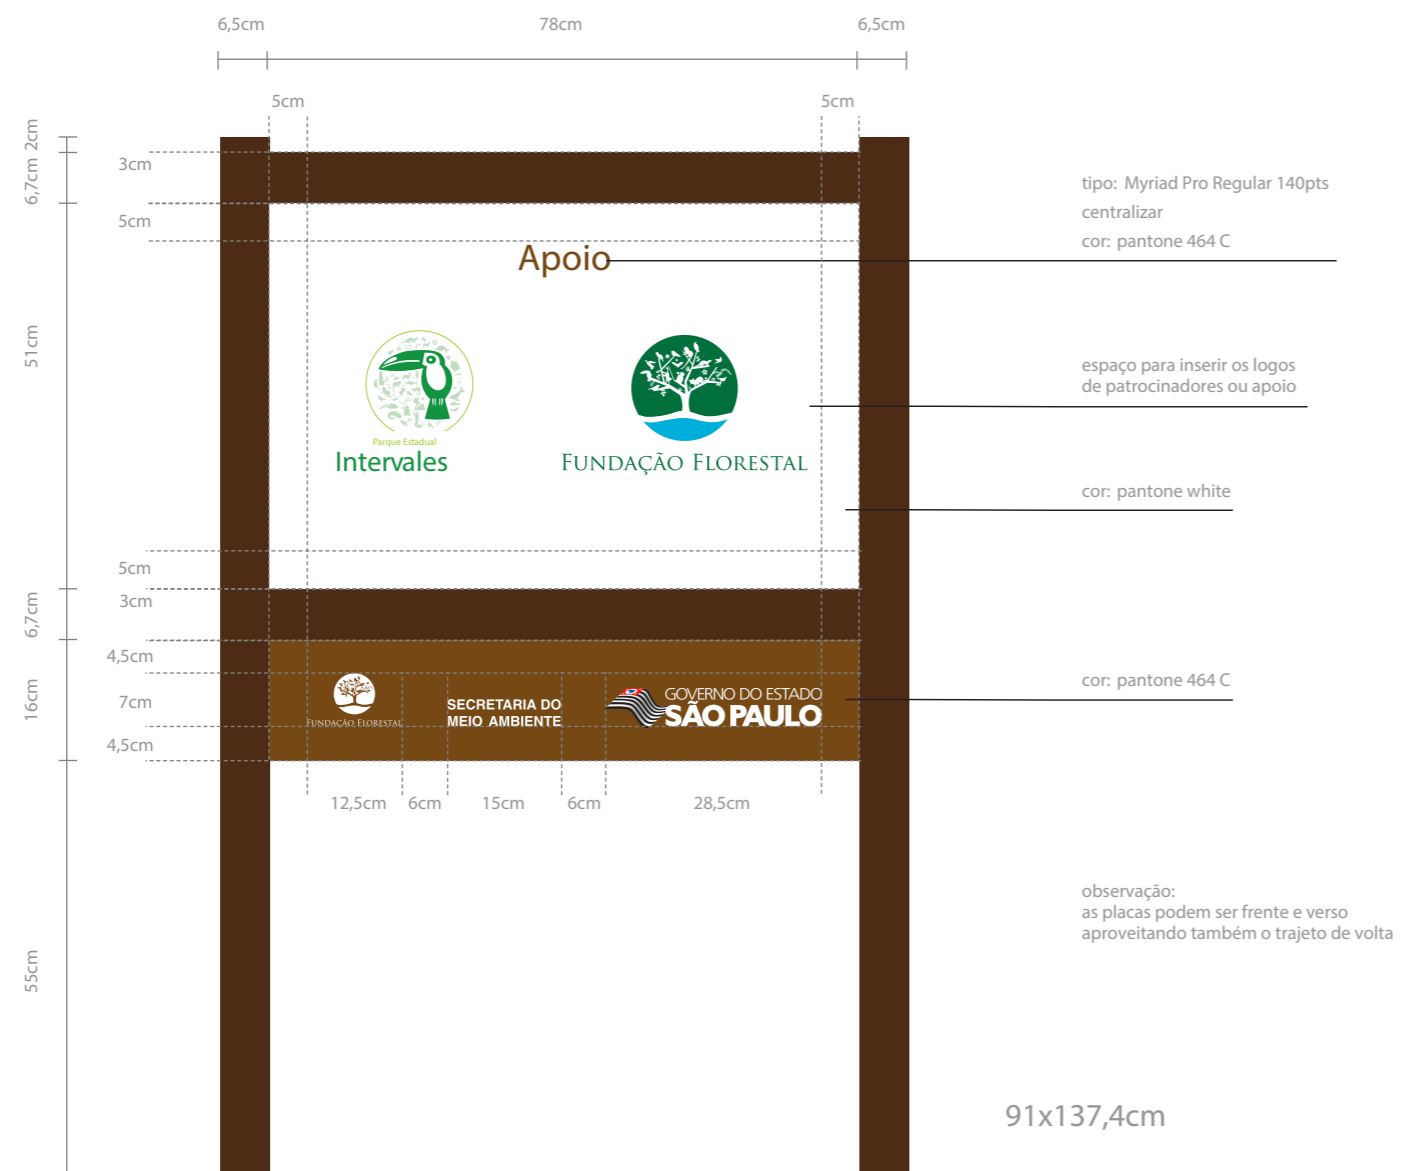 6,5cm
78cm
6,5cm
5cm
5cm
2cm
6,7cm
3cm
5cm
51cm
5cm
3cm
6,7cm
4,5cm
7cm
16cm
4,5cm
55cm
Apoio
Parque Estadual
Intervales
FUNDAÇÃO FLORESTAL
FUNDAÇÃO FLORESTAL
SECRETARIA DO
MEIO AMBIENTE
GOVERNO DO ESTADO
SÃO PAULO
12,5cm
6cm
15cm
6cm
28,5cm
tipo: Myriad Pro Regular 140pts
centralizar
cor: pantone 464 C
espaço para inserir os logos
de patrocinadores ou apoio
cor: pantone white
cor: pantone 464 C
observação:
as placas podem ser frente e verso
aproveitando também o trajeto de volta
91x137,4cm